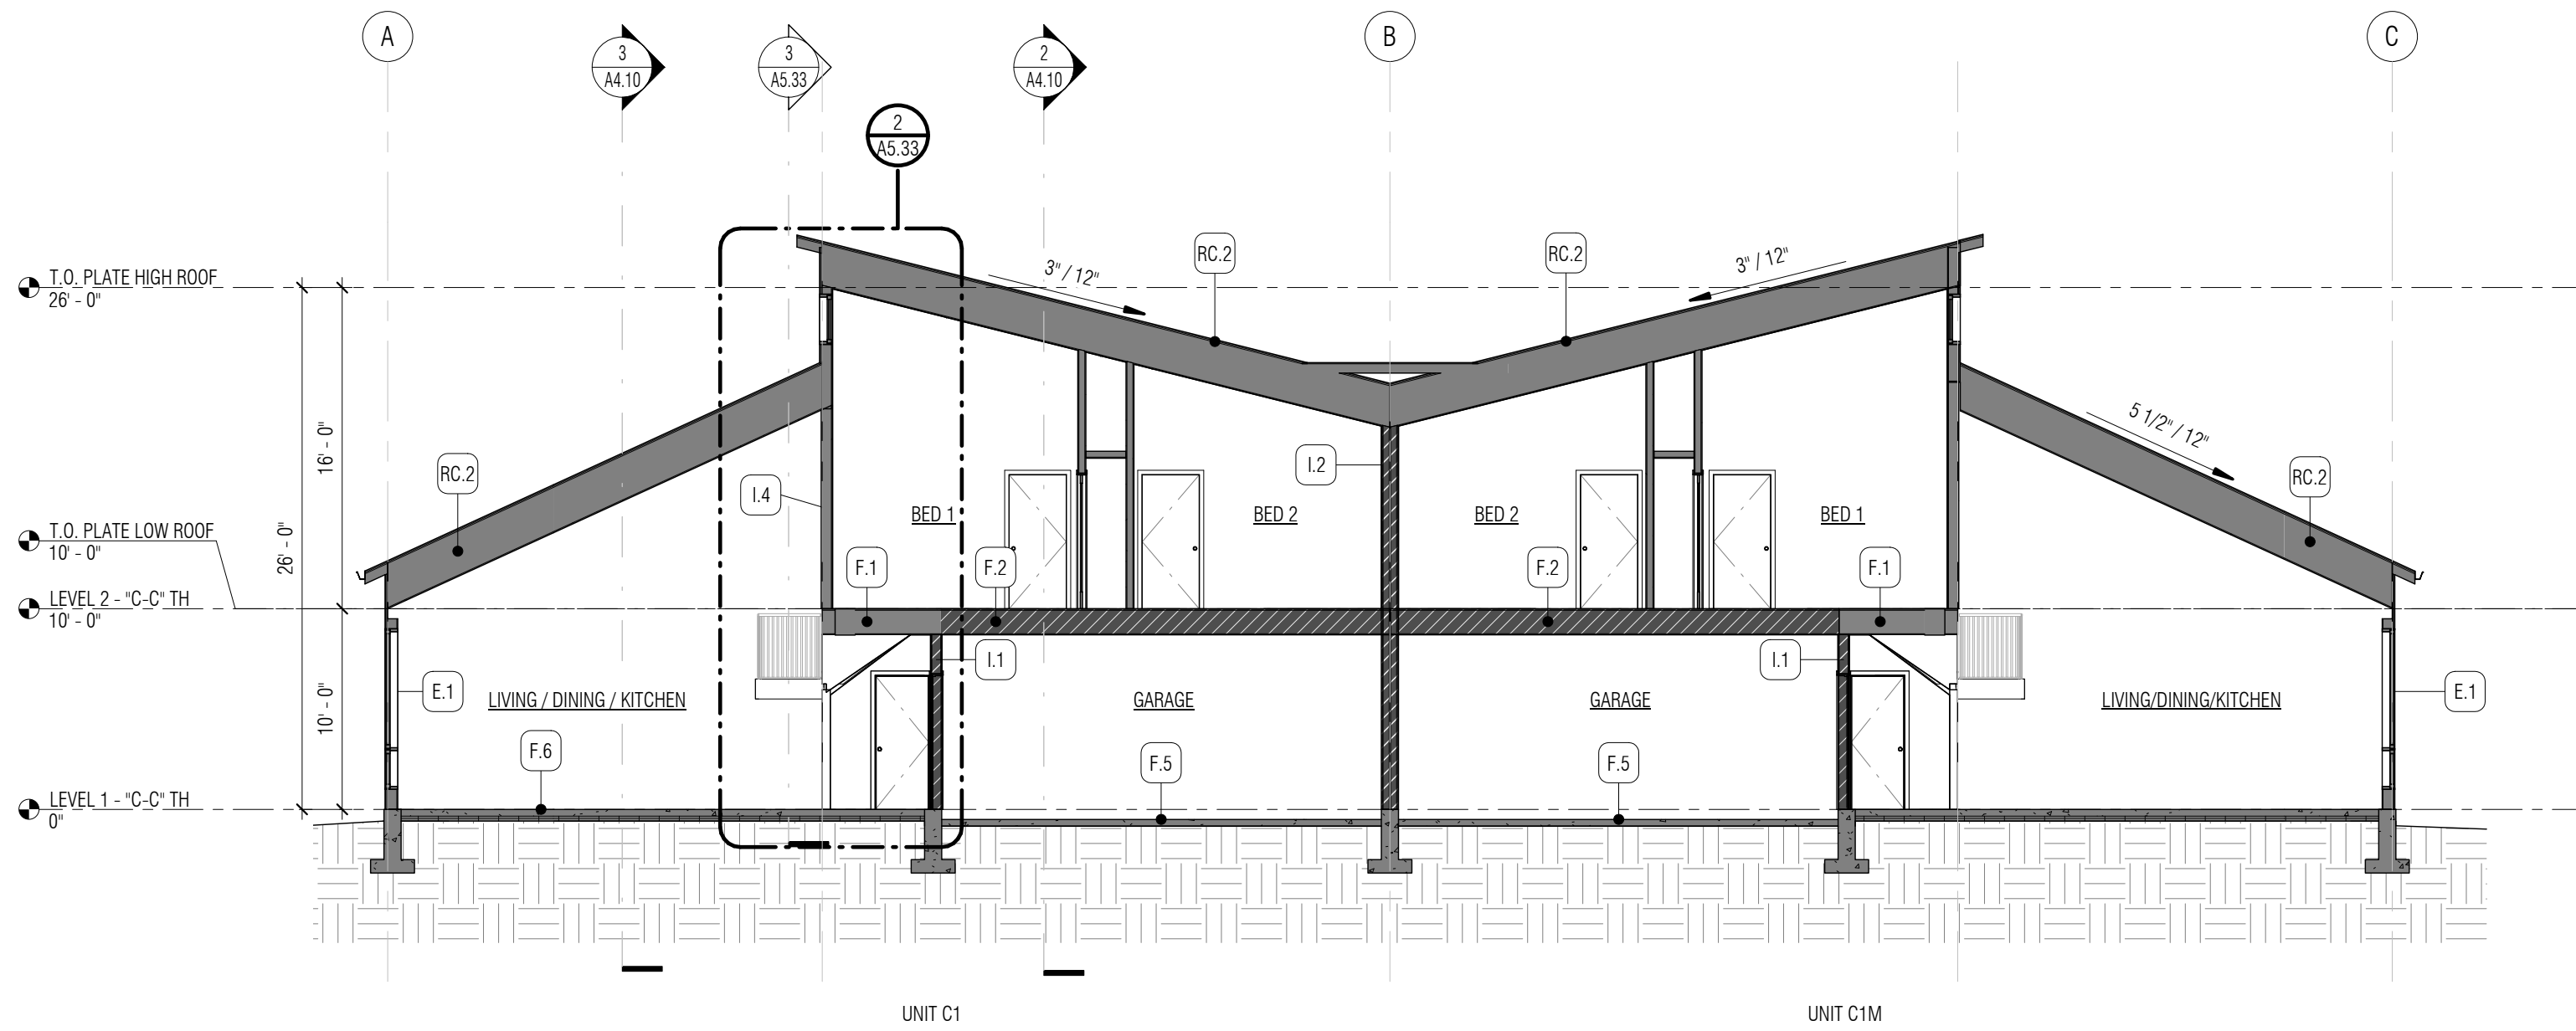 A
B
C
3
A4.10
3
A5.33
2
A4.10
2
A5.33
T.O. PLATE HIGH ROOF
26' - 0"
RC.2
RC.2
3" / 12"
3" / 12"
16' - 0"
26' - 0"
RC.2
5 1/2" / 12"
RC.2
I.4
I.2
BED 1
BED 2
BED 2
BED 1
T.O. PLATE LOW ROOF
10' - 0"
F.1
F.2
F.2
F.1
LEVEL 2 - "C-C" TH
10' - 0"
I.1
I.1
10' - 0"
E.1
LIVING / DINING / KITCHEN
GARAGE
GARAGE
LIVING/DINING/KITCHEN
E.1
F.6
F.5
F.5
LEVEL 1 - "C-C" TH
0"
UNIT C1
UNIT C1M